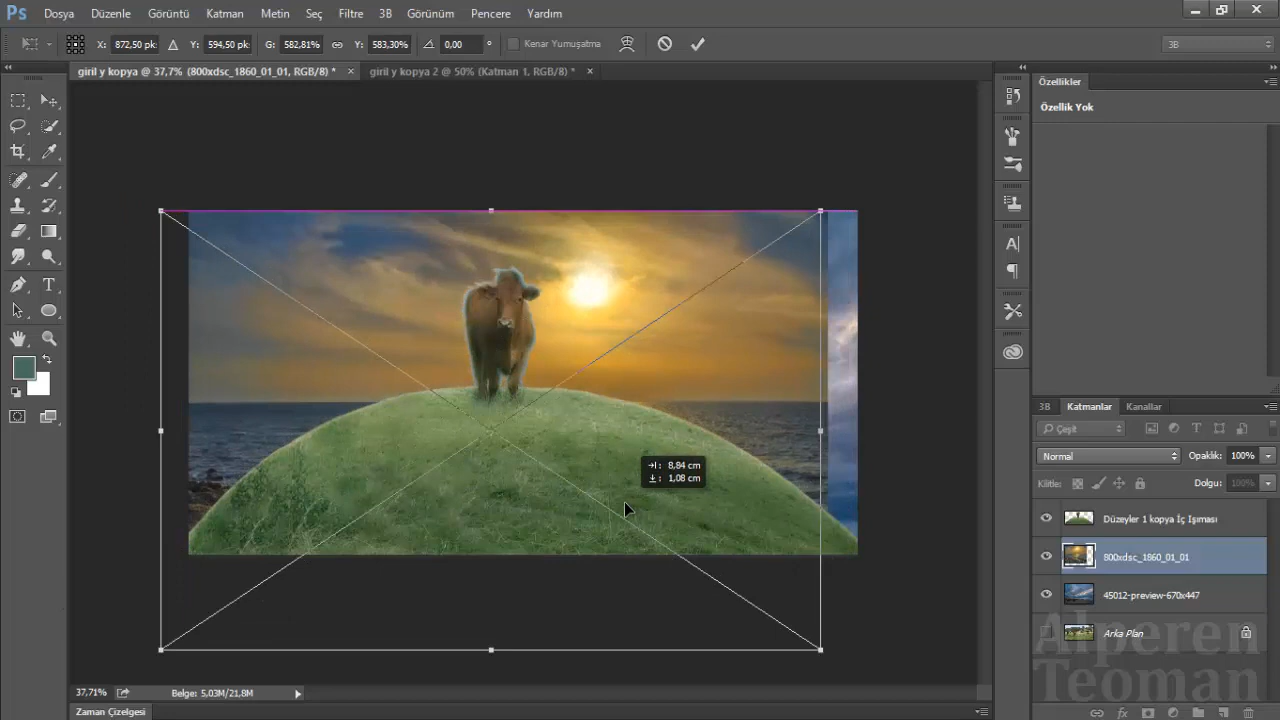 Ps Dosya Düzenle Görüntü Katman Metin Seç Filtre 3B Görünüm Pencere Yardım
X: 872,50 pk: Y: 594,50 pk: G: 582,81% Y: 583,30% 0,00 ° Kenar Yumuşatma 3B
giril y kopya @ 37,7% (800xdsc_1860_01_01, RGB/8) * × giril y kopya 2 @ 50% (Katman 1, RGB/8) * ×
Özellikler
Özellik Yok
8,84 cm
1,08 cm
3B Katmanlar Kanallar
Çeşit
Normal Opaklık: 100%
Kilitle: Dolgu: 100%
Düzeyler 1 kopya İç Işıması
800xdsc_1860_01_01
45012-preview-670x447
Arka Plan
Alperen
Teoman
37,71% Belge: 5,03M/21,8M
Zaman Çizelgesi